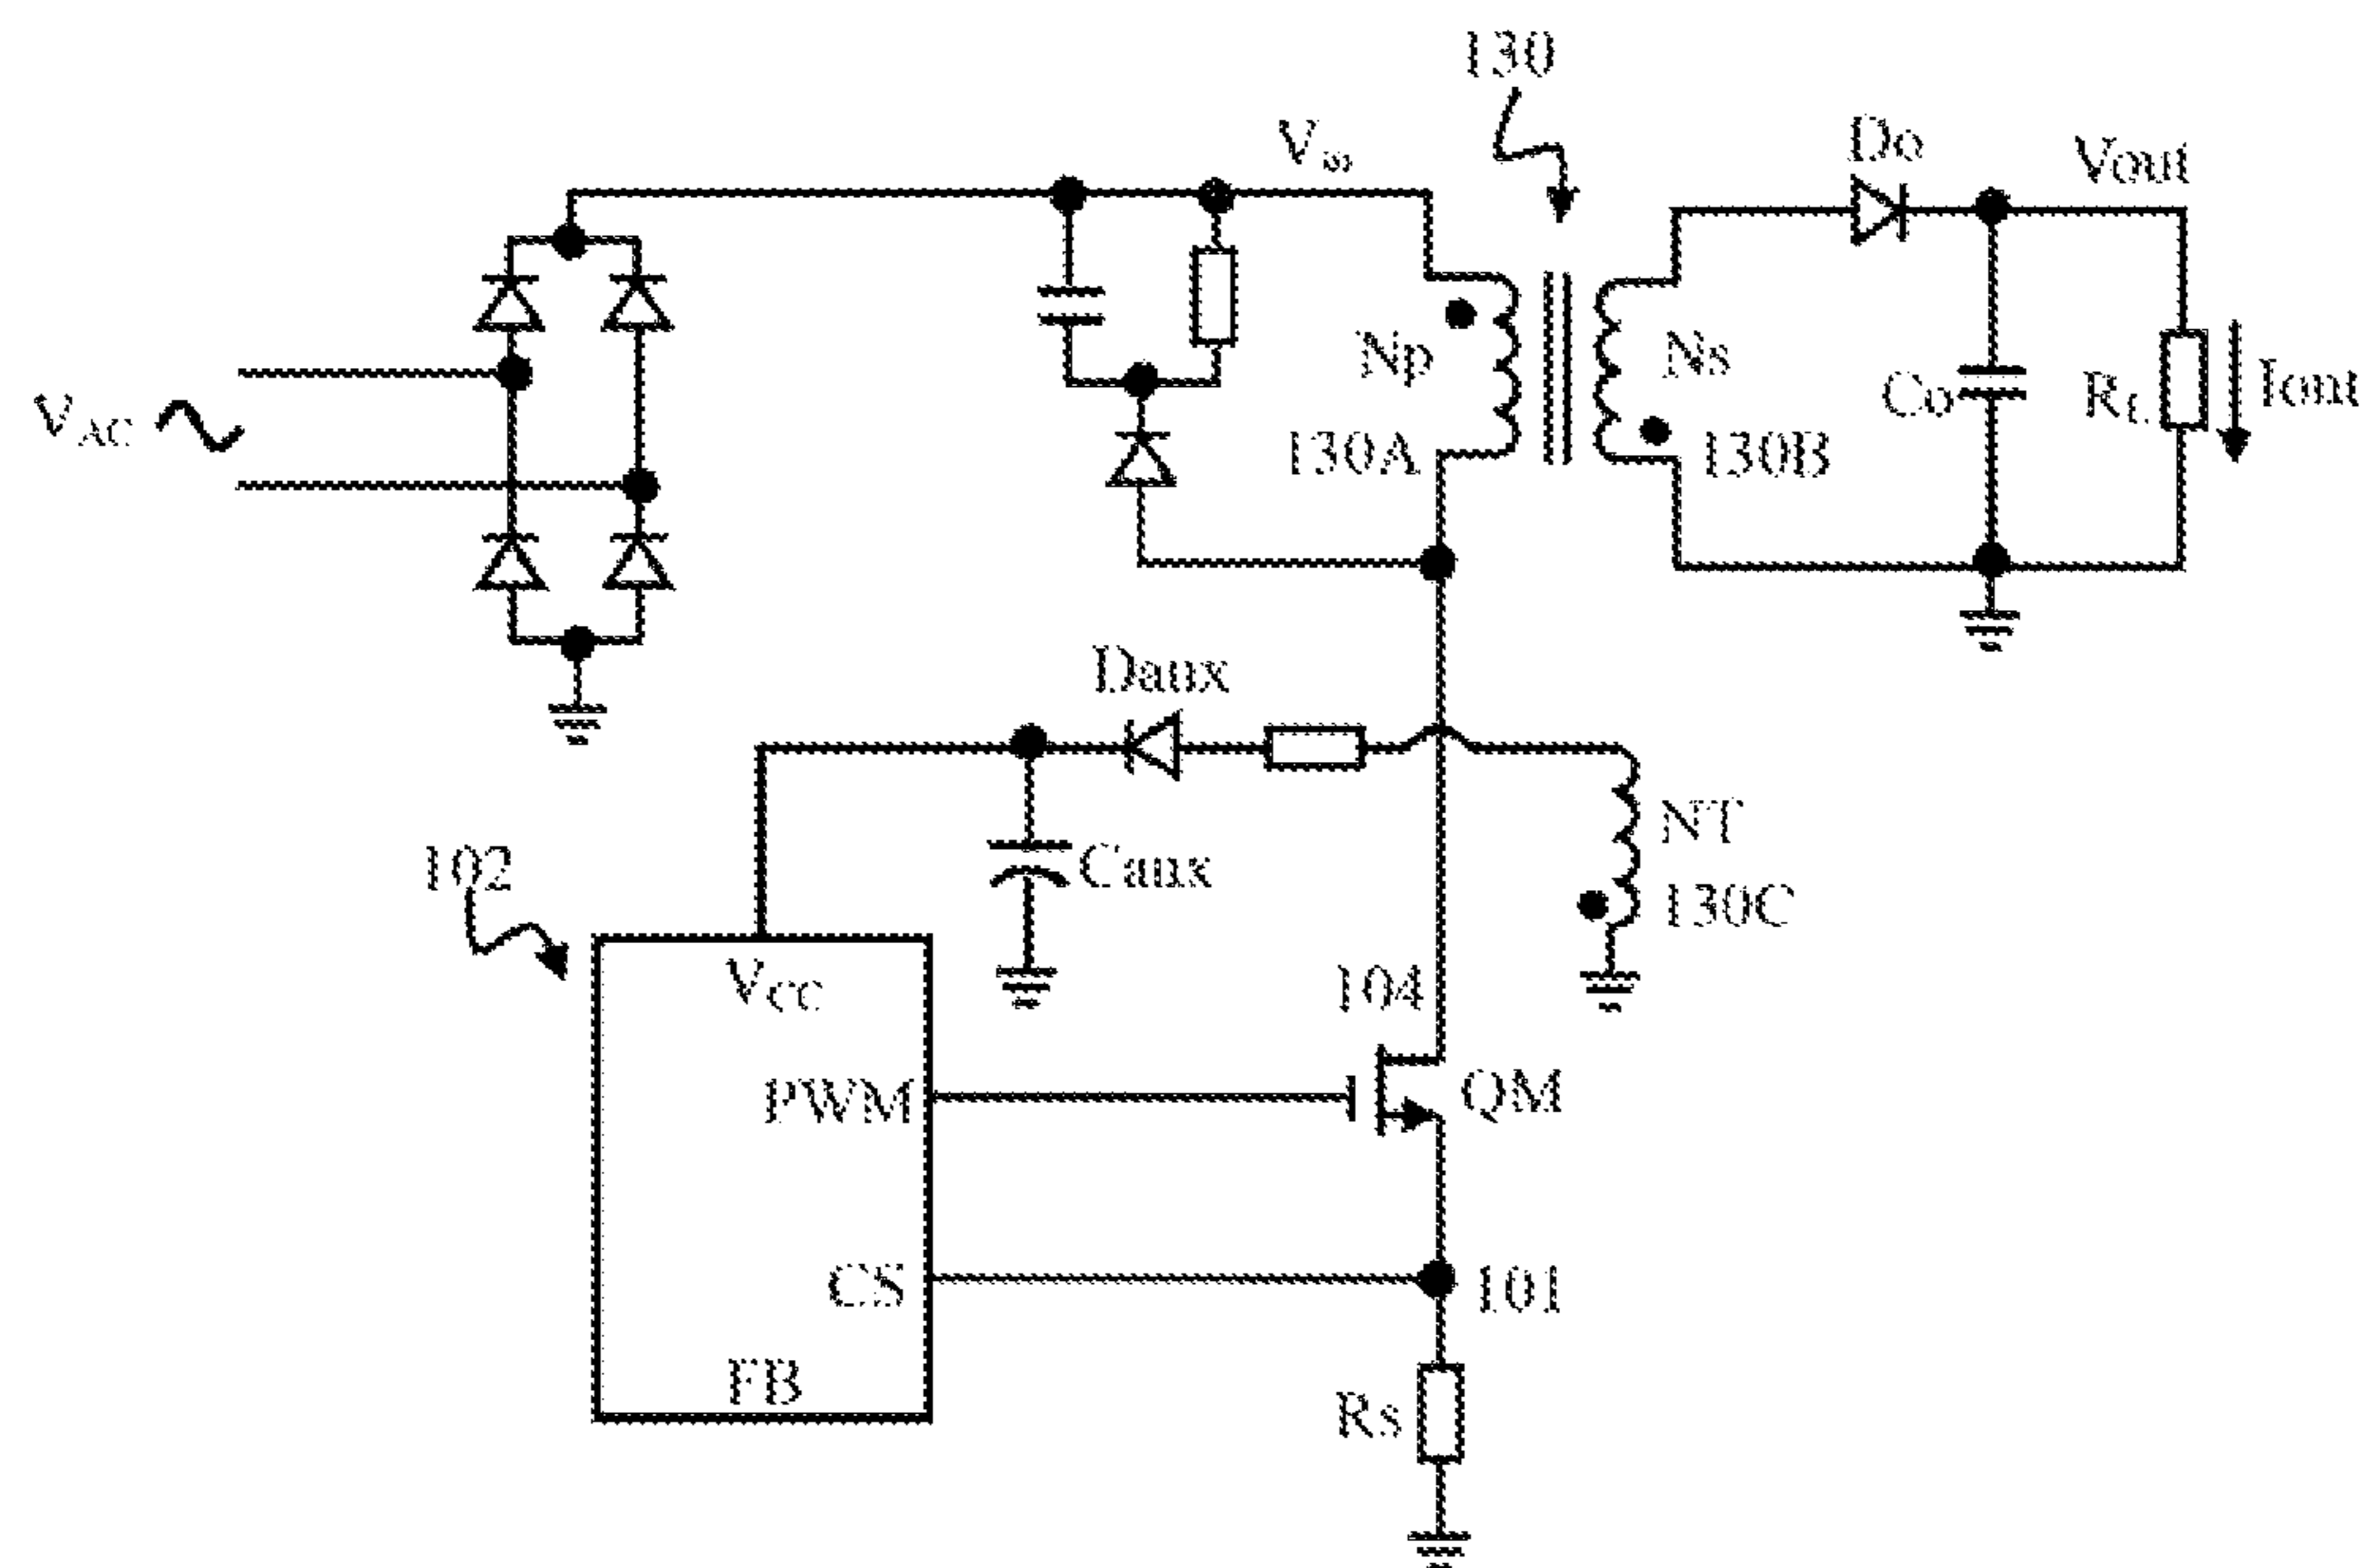 130
Vin
Do
Vout
VAC
Np
Ns
130A
130B
Co
RL
Iout
Daux
Caux
NT
130C
102
VCC
104
PWM
QM
CS
101
FB
Rs